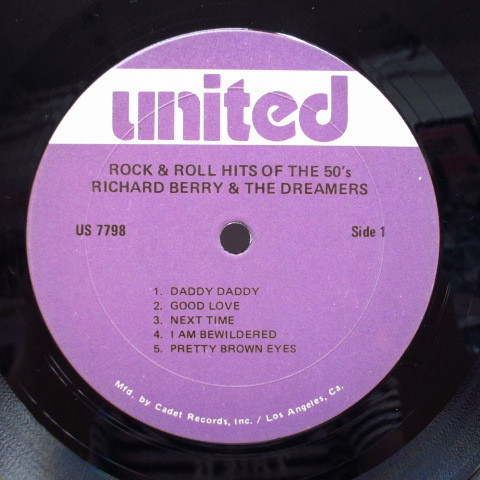 united
ROCK & ROLL HITS OF THE 50's
RICHARD BERRY & THE DREAMERS
US 7798 Side 1
1. DADDY DADDY
2. GOOD LOVE
3. NEXT TIME
4. I AM BEWILDERED
5. PRETTY BROWN EYES
Mfd. by Cadet Records, Inc. / Los Angeles, Ca.